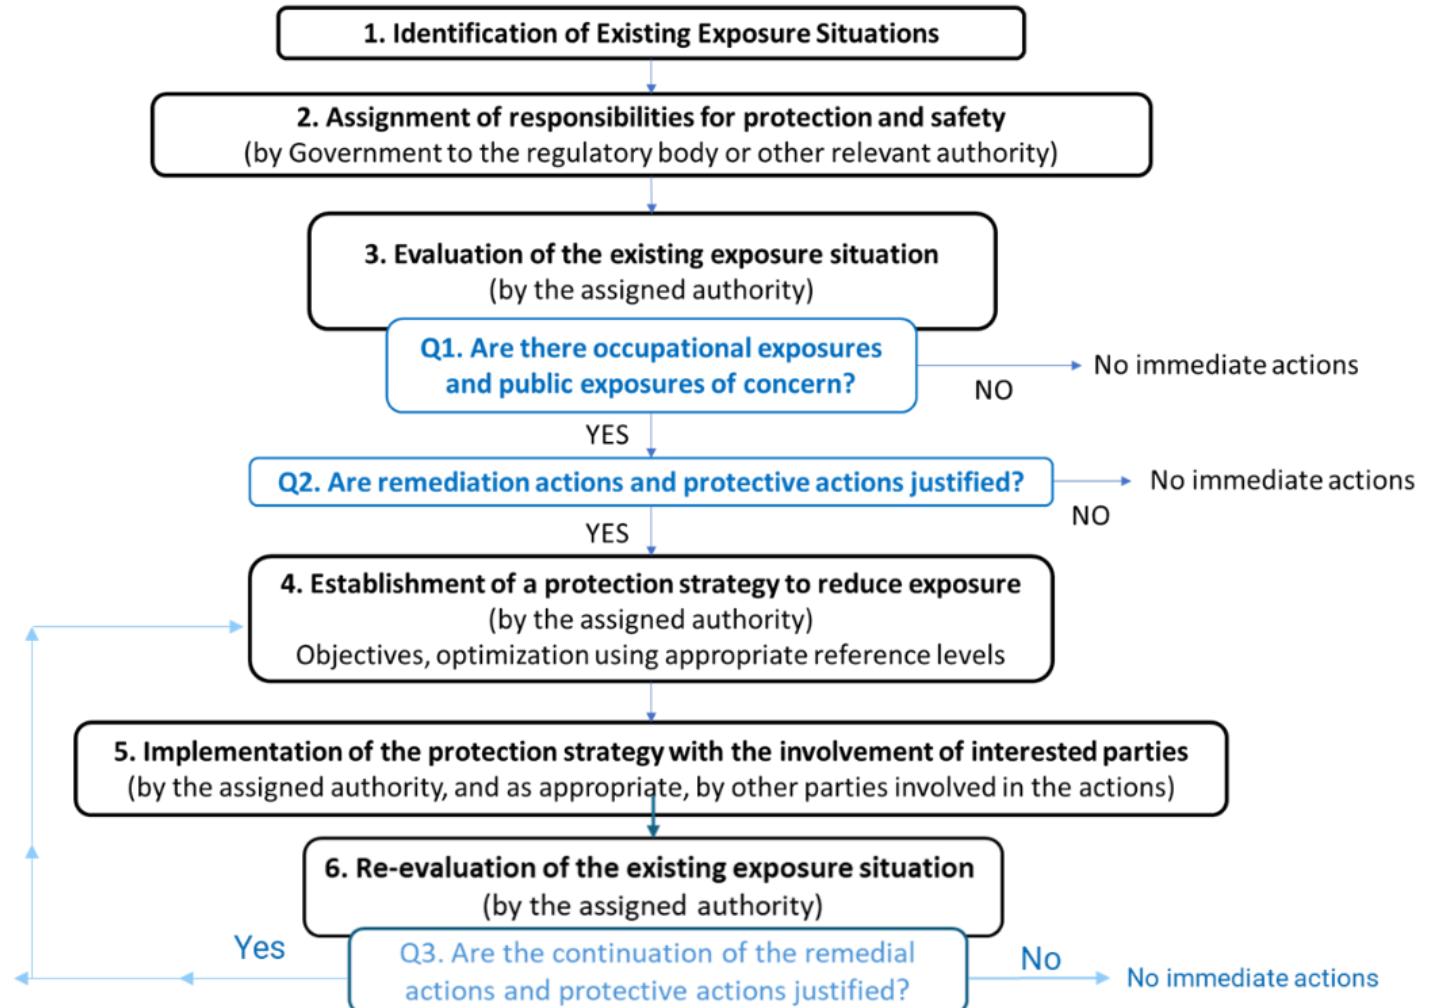 1. Identification of Existing Exposure Situations
2. Assignment of responsibilities for protection and safety
(by Government to the regulatory body or other relevant authority)
3. Evaluation of the existing exposure situation
(by the assigned authority)
Q1. Are there occupational exposures
and public exposures of concern?
No immediate actions
NO
YES
Q2. Are remediation actions and protective actions justified?
No immediate actions
NO
YES
4. Establishment of a protection strategy to reduce exposure
(by the assigned authority)
Objectives, optimization using appropriate reference levels
5. Implementation of the protection strategy with the involvement of interested parties
(by the assigned authority, and as appropriate, by other parties involved in the actions)
6. Re-evaluation of the existing exposure situation
(by the assigned authority)
Yes
Q3. Are the continuation of the remedial
actions and protective actions justified?
No
No immediate actions